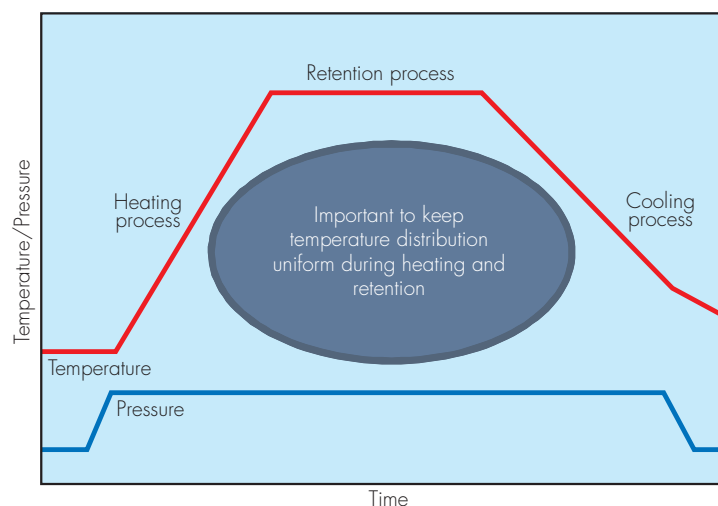 Retention process
Heating
process
Important to keep
temperature distribution
uniform during heating and
retention
Cooling
process
Temperature/Pressure
Temperature
Pressure
Time